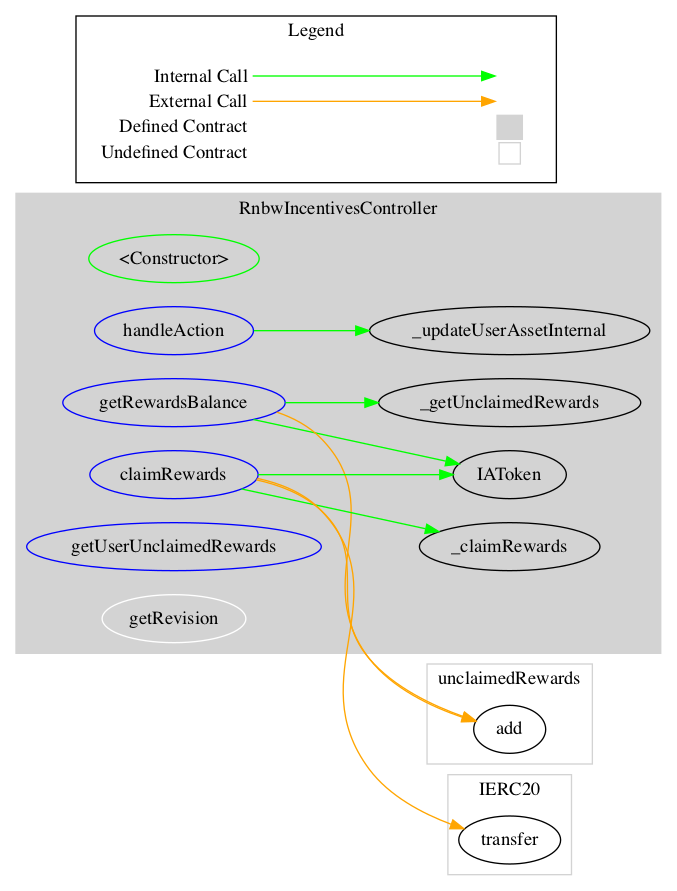 Legend
Internal Call
External Call
Defined Contract
Undefined Contract
RnbwIncentivesController
<Constructor>
handleAction
_updateUserAssetInternal
getRewardsBalance
_getUnclaimedRewards
claimRewards
IAToken
getUserUnclaimedRewards
_claimRewards
getRevision
unclaimedRewards
add
IERC20
transfer